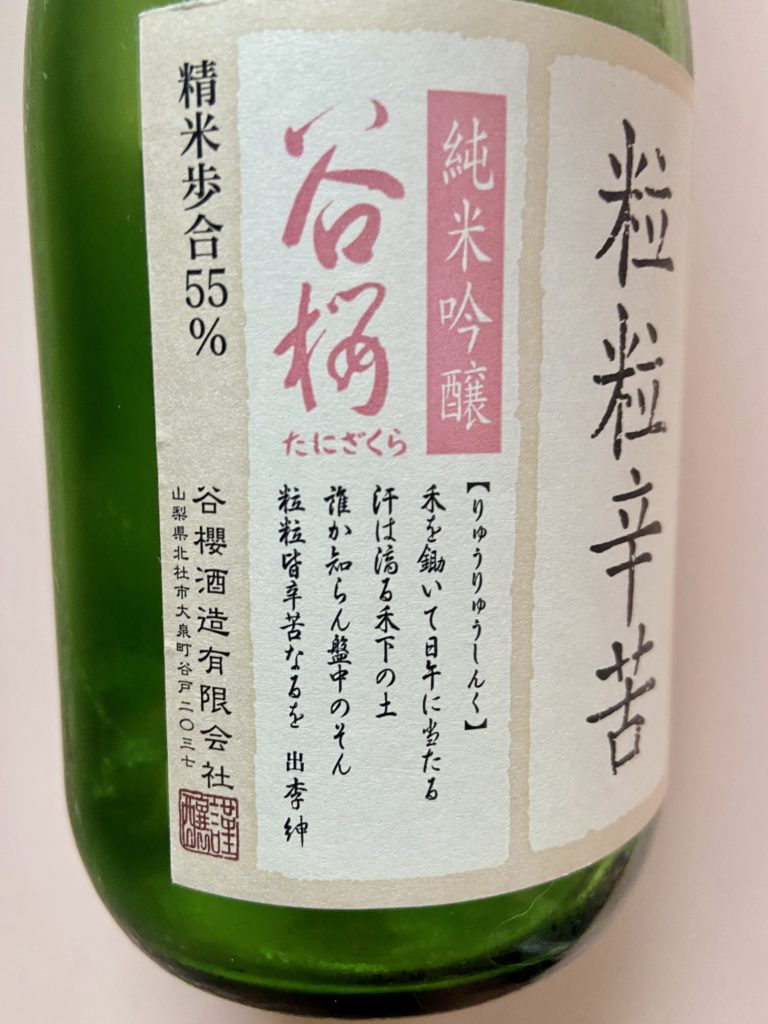 粒粒辛苦
純米吟醸
谷桜
たにざくら
【りゅうりゅうしんく】
禾を鋤いて日午に当たる
汗は滴る禾下の土
誰か知らん盤中のそん
粒粒皆辛苦なるを 出李紳
精米歩合55%
谷櫻酒造有限会社
山梨県北杜市大泉町谷戸二〇三七
謹醸